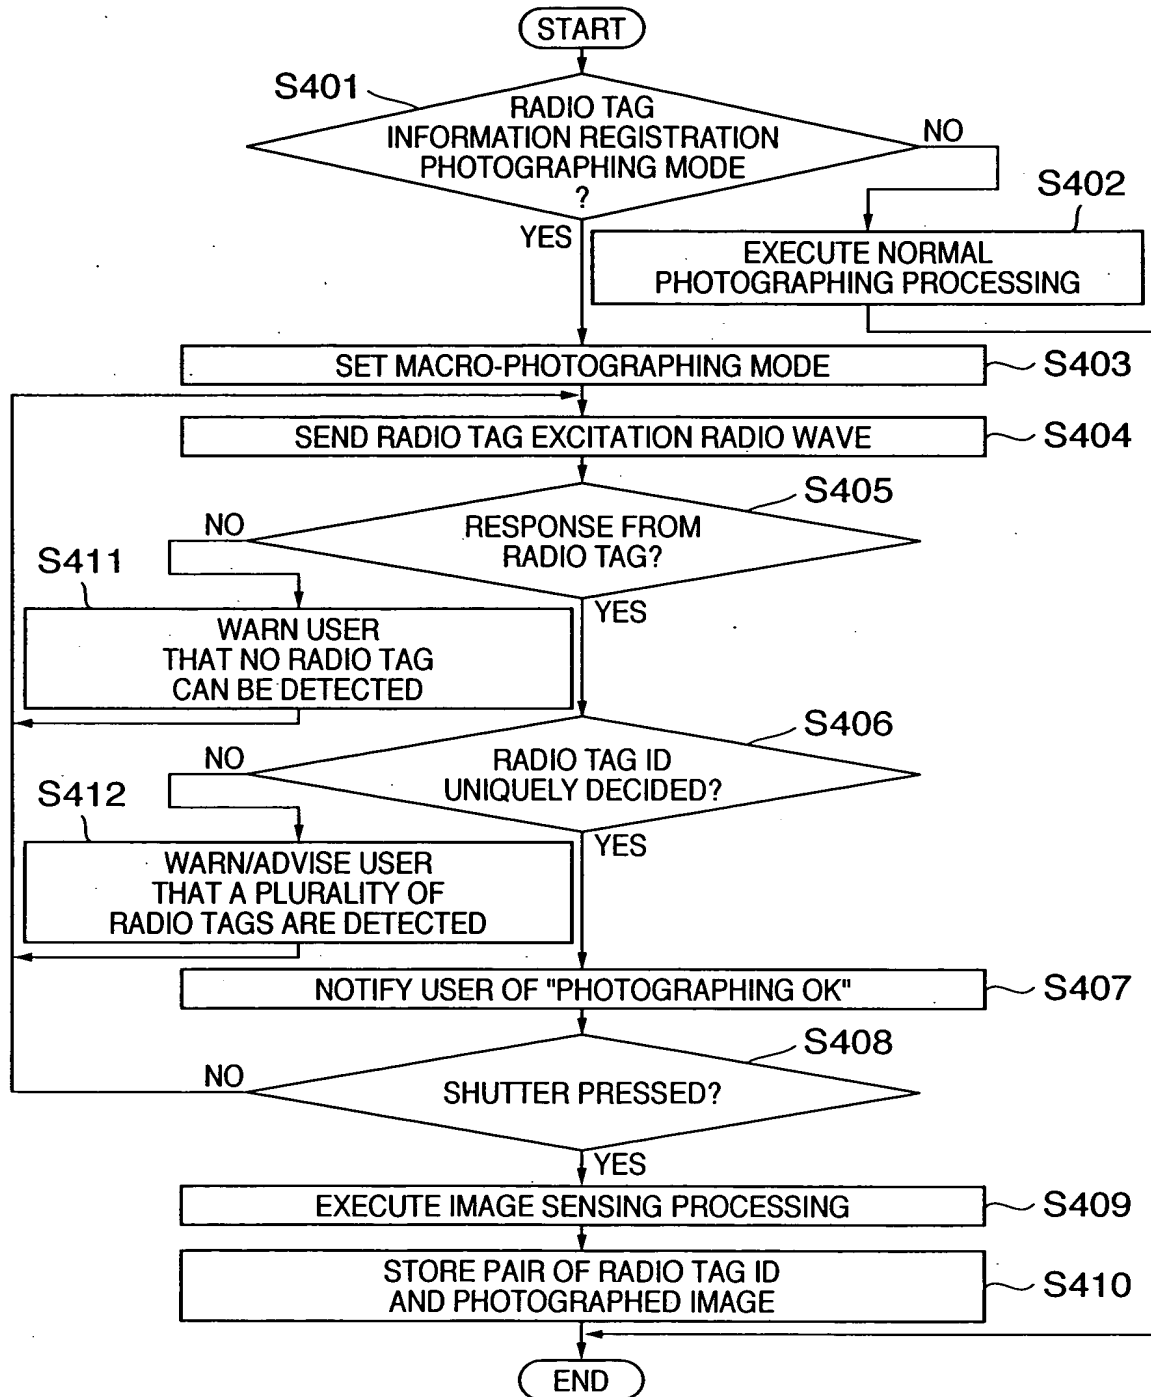 START
S401
RADIO TAG
INFORMATION REGISTRATION
PHOTOGRAPHING MODE
?
NO
YES
S402
EXECUTE NORMAL
PHOTOGRAPHING PROCESSING
SET MACRO-PHOTOGRAPHING MODE
S403
SEND RADIO TAG EXCITATION RADIO WAVE
S404
S405
RESPONSE FROM
RADIO TAG?
NO
YES
S411
WARN USER
THAT NO RADIO TAG
CAN BE DETECTED
S406
RADIO TAG ID
UNIQUELY DECIDED?
NO
YES
S412
WARN/ADVISE USER
THAT A PLURALITY OF
RADIO TAGS ARE DETECTED
NOTIFY USER OF "PHOTOGRAPHING OK"
S407
S408
SHUTTER PRESSED?
NO
YES
EXECUTE IMAGE SENSING PROCESSING
S409
STORE PAIR OF RADIO TAG ID
AND PHOTOGRAPHED IMAGE
S410
END